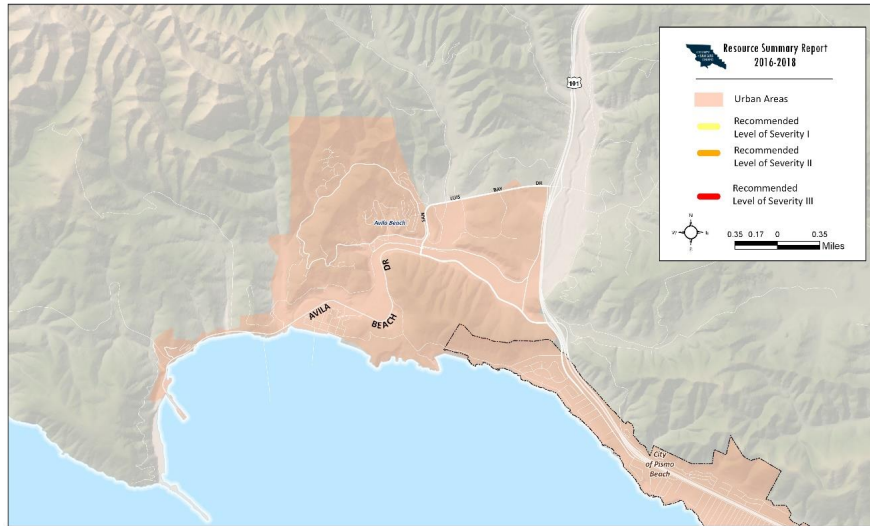 Resource Summary Report
2016-2018
Urban Areas
Recommended
Level of Severity I
Recommended
Level of Severity II
Recommended
Level of Severity III
N
W E
S
0.35 0.17 0 0.35
Miles
101
LUIS BAY DR
SAN
Avila Beach
DR
AVILA
BEACH
City
of Pismo
Beach